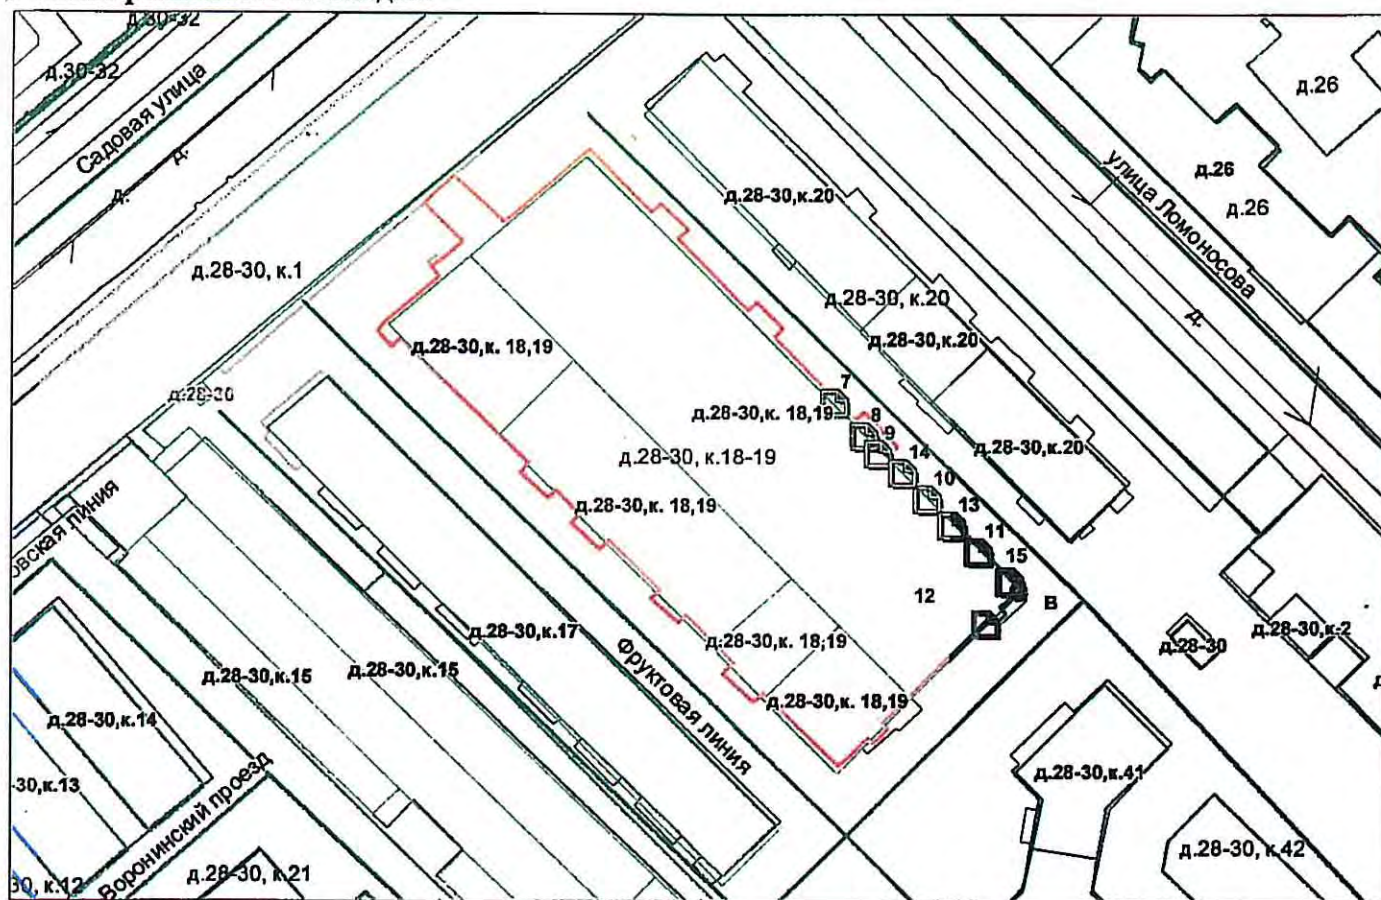 д.30-32
д.30-32
Садовая улица
д.
д.
д.26
д.26
д.26
улица Ломоносова
д.
д.28-30,к.20
д.28-30, к.1
д.28-30, к.20
д.28-30,к.20
д.28-30,к. 18,19
д.28-30
7
д.28-30,к. 18,19
8
9
14
д.28-30,к.20
д.28-30, к.18-19
10
13
д.28-30,к. 18,19
11
15
12
В
д.28-30,к.17
д.28-30,к. 18,19
д.28-30
д.28-30,к.2
овская линия
д.28-30,к.15
д.28-30,к.15
Фруктовая линия
д.28-30,к. 18,19
д.28-30,к.14
-30,к.13
Воронинский проезд
д.28-30,к.41
д.28-30, к.42
30, к.12
д.28-30, к.21